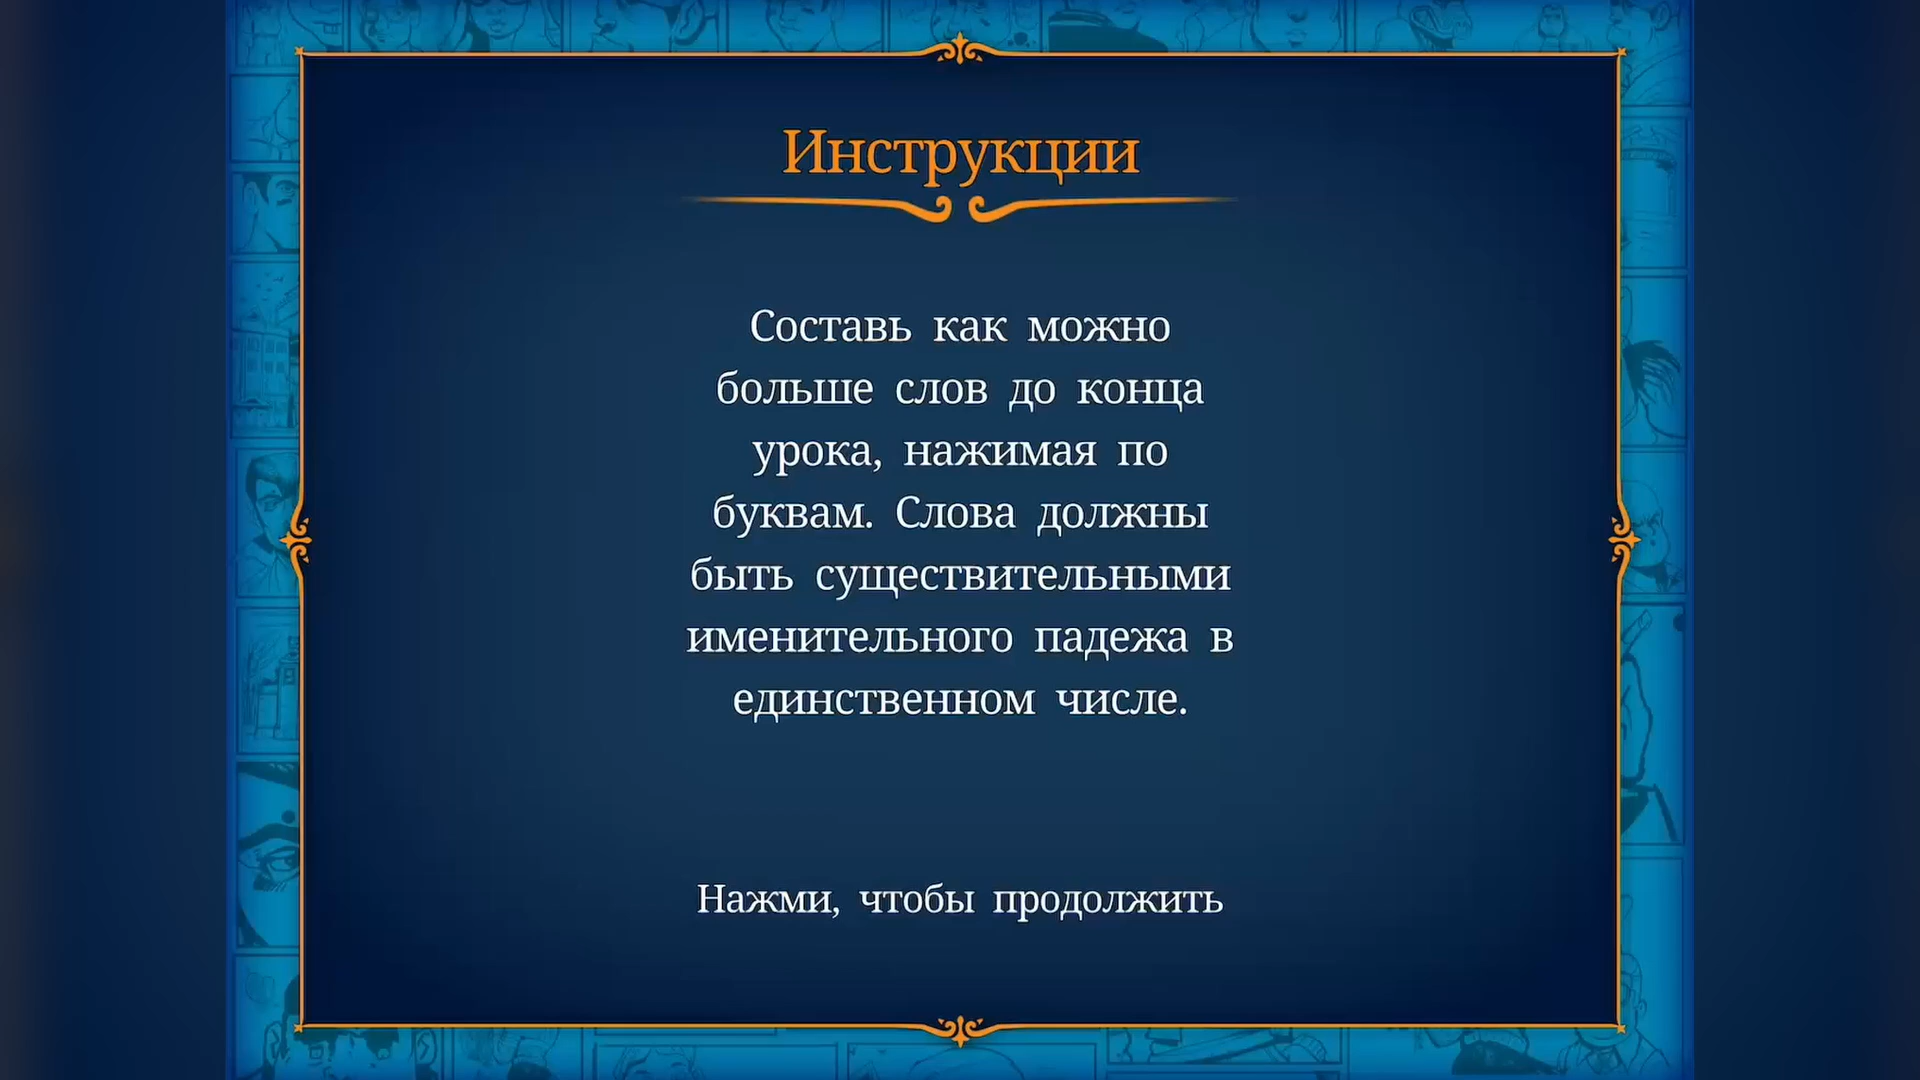 Инструкции
Составь как можно
больше слов до конца
урока, нажимая по
буквам. Слова должны
быть существительными
именительного падежа в
единственном числе.
Нажми, чтобы продолжить